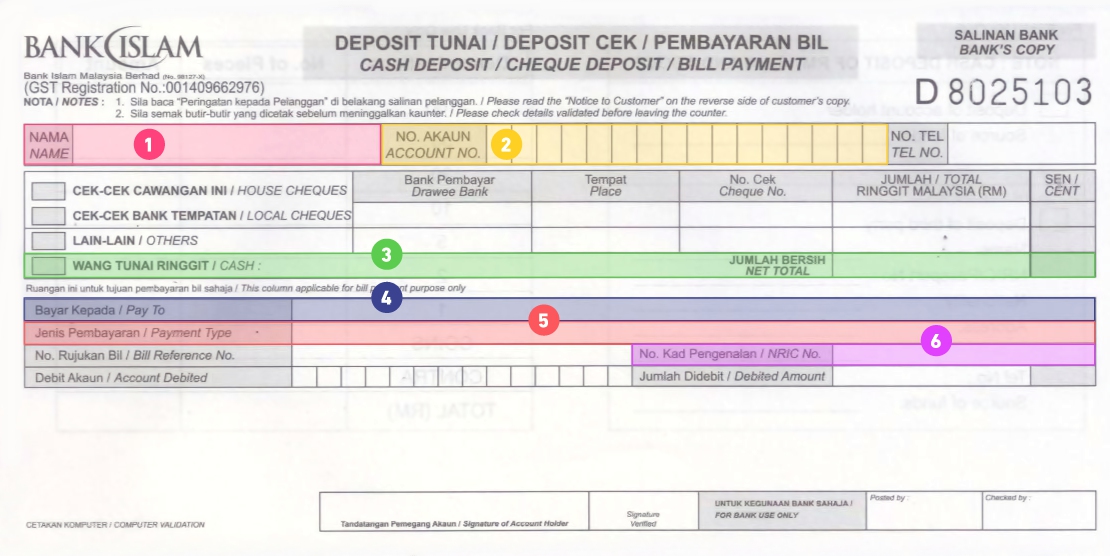 BANK ISLAM
Bank Islam Malaysia Berhad (No. 98127-X)
(GST Registration No.:001409662976)
DEPOSIT TUNAI / DEPOSIT CEK / PEMBAYARAN BIL
CASH DEPOSIT / CHEQUE DEPOSIT / BILL PAYMENT
SALINAN BANK
BANK'S COPY
D 8025103
NOTA / NOTES : 1. Sila baca "Peringatan kepada Pelanggan" di belakang salinan pelanggan. / Please read the "Notice to Customer" on the reverse side of customer's copy.
2. Sila semak butir-butir yang dicetak sebelum meninggalkan kaunter. / Please check details validated before leaving the counter.
NAMA
NAME
1
NO. AKAUN
ACCOUNT NO.
2
NO. TEL
TEL NO.
CEK-CEK CAWANGAN INI / HOUSE CHEQUES
Bank Pembayar
Drawee Bank
Tempat
Place
No. Cek
Cheque No.
JUMLAH / TOTAL
RINGGIT MALAYSIA (RM)
SEN /
CENT
CEK-CEK BANK TEMPATAN / LOCAL CHEQUES
LAIN-LAIN / OTHERS
3
WANG TUNAI RINGGIT / CASH :
JUMLAH BERSIH
NET TOTAL
Ruangan ini untuk tujuan pembayaran bil sahaja / This column applicable for bill nt purpose only
4
Bayar Kepada / Pay To
5
Jenis Pembayaran / Payment Type
6
No. Rujukan Bil / Bill Reference No.
No. Kad Pengenalan / NRIC No.
Debit Akaun / Account Debited
Jumlah Didebit / Debited Amount
CETAKAN KOMPUTER / COMPUTER VALIDATION
Tandatangan Pemegang Akaun / Signature of Account Holder
Signature
Verified
UNTUK KEGUNAAN BANK SAHAJA /
FOR BANK USE ONLY
Posted by :
Checked by :